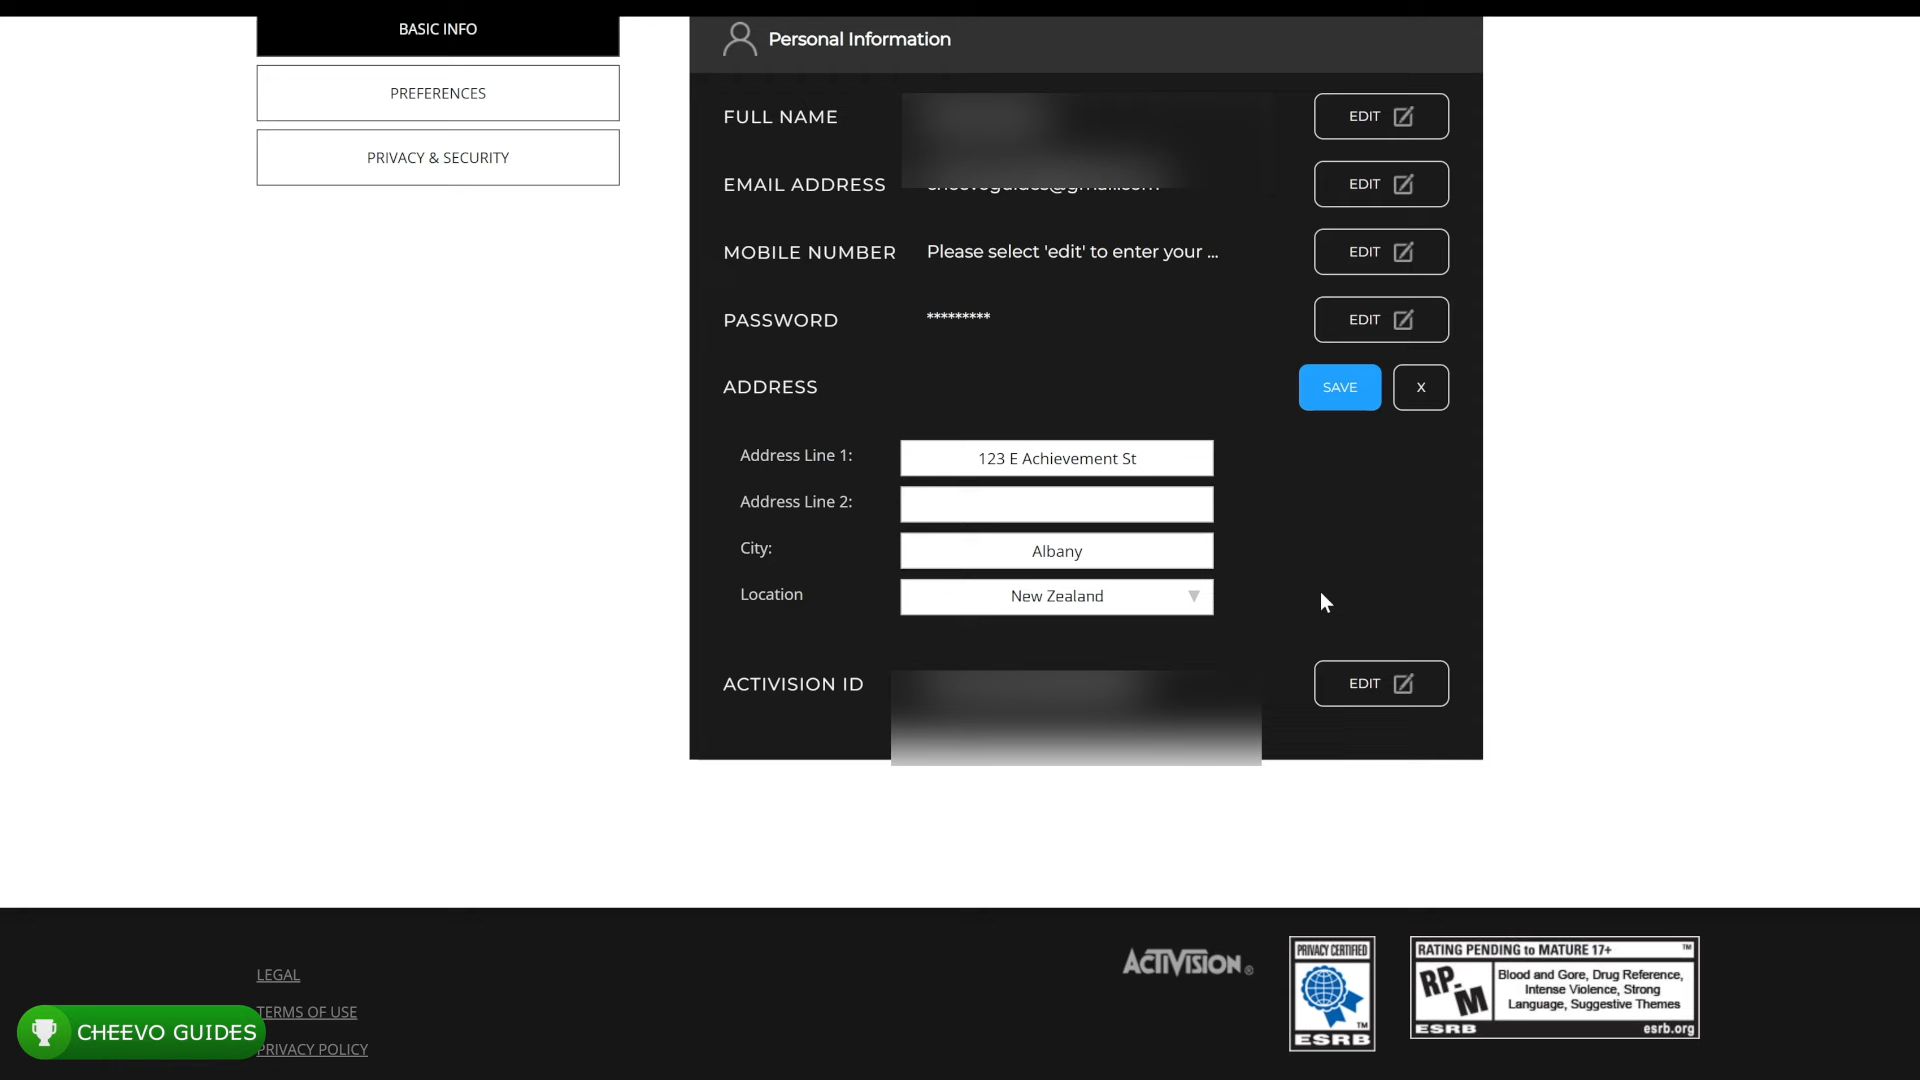 BASIC INFO
PREFERENCES
PRIVACY & SECURITY
Personal Information
FULL NAME
EDIT
EMAIL ADDRESS
EDIT
MOBILE NUMBER
Please select 'edit' to enter your ...
EDIT
PASSWORD
*********
EDIT
ADDRESS
SAVE
X
Address Line 1:
123 E Achievement St
Address Line 2:
City:
Albany
Location
New Zealand
ACTIVISION ID
EDIT
LEGAL
TERMS OF USE
PRIVACY POLICY
CHEEVO GUIDES
ACTIVISION®
PRIVACY CERTIFIED
TM
ESRB
RATING PENDING to MATURE 17+ TM
RP-M
Blood and Gore, Drug Reference,
Intense Violence, Strong
Language, Suggestive Themes
ESRB
esrb.org